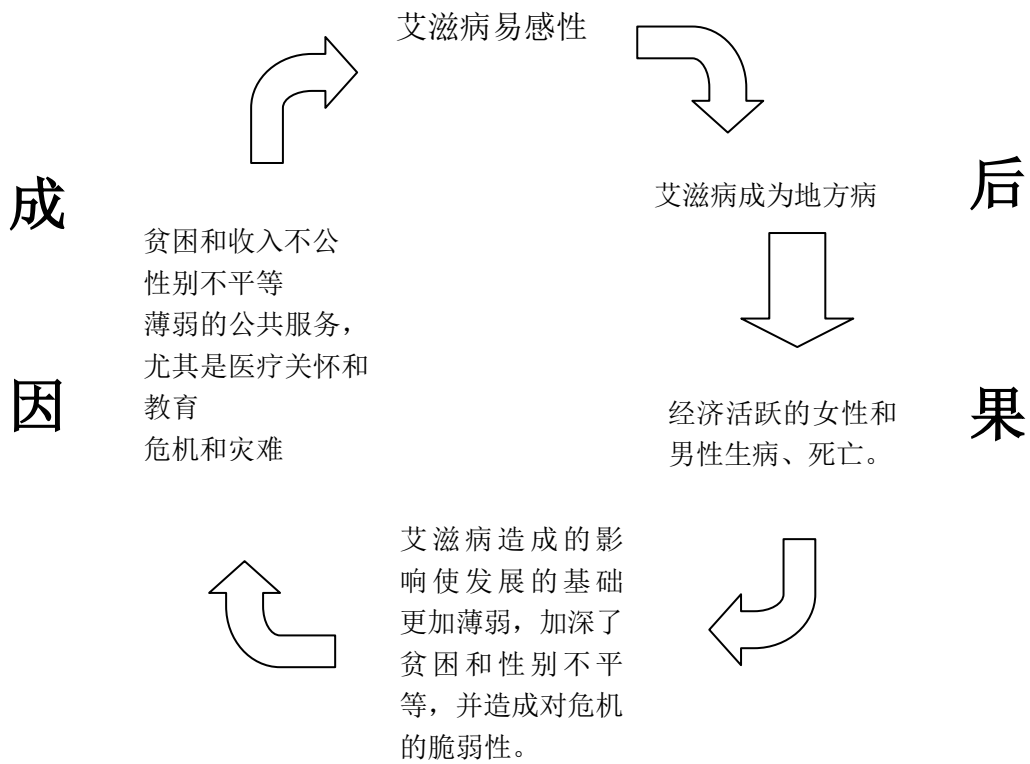 艾滋病易感性
成
因
贫困和收入不公
性别不平等
薄弱的公共服务，
尤其是医疗关怀和
教育
危机和灾难
艾滋病成为地方病
经济活跃的女性和
男性生病、死亡。
后
果
艾滋病造成的影
响使发展的基础
更加薄弱，加深了
贫困和性别不平
等，并造成对危机
的脆弱性。